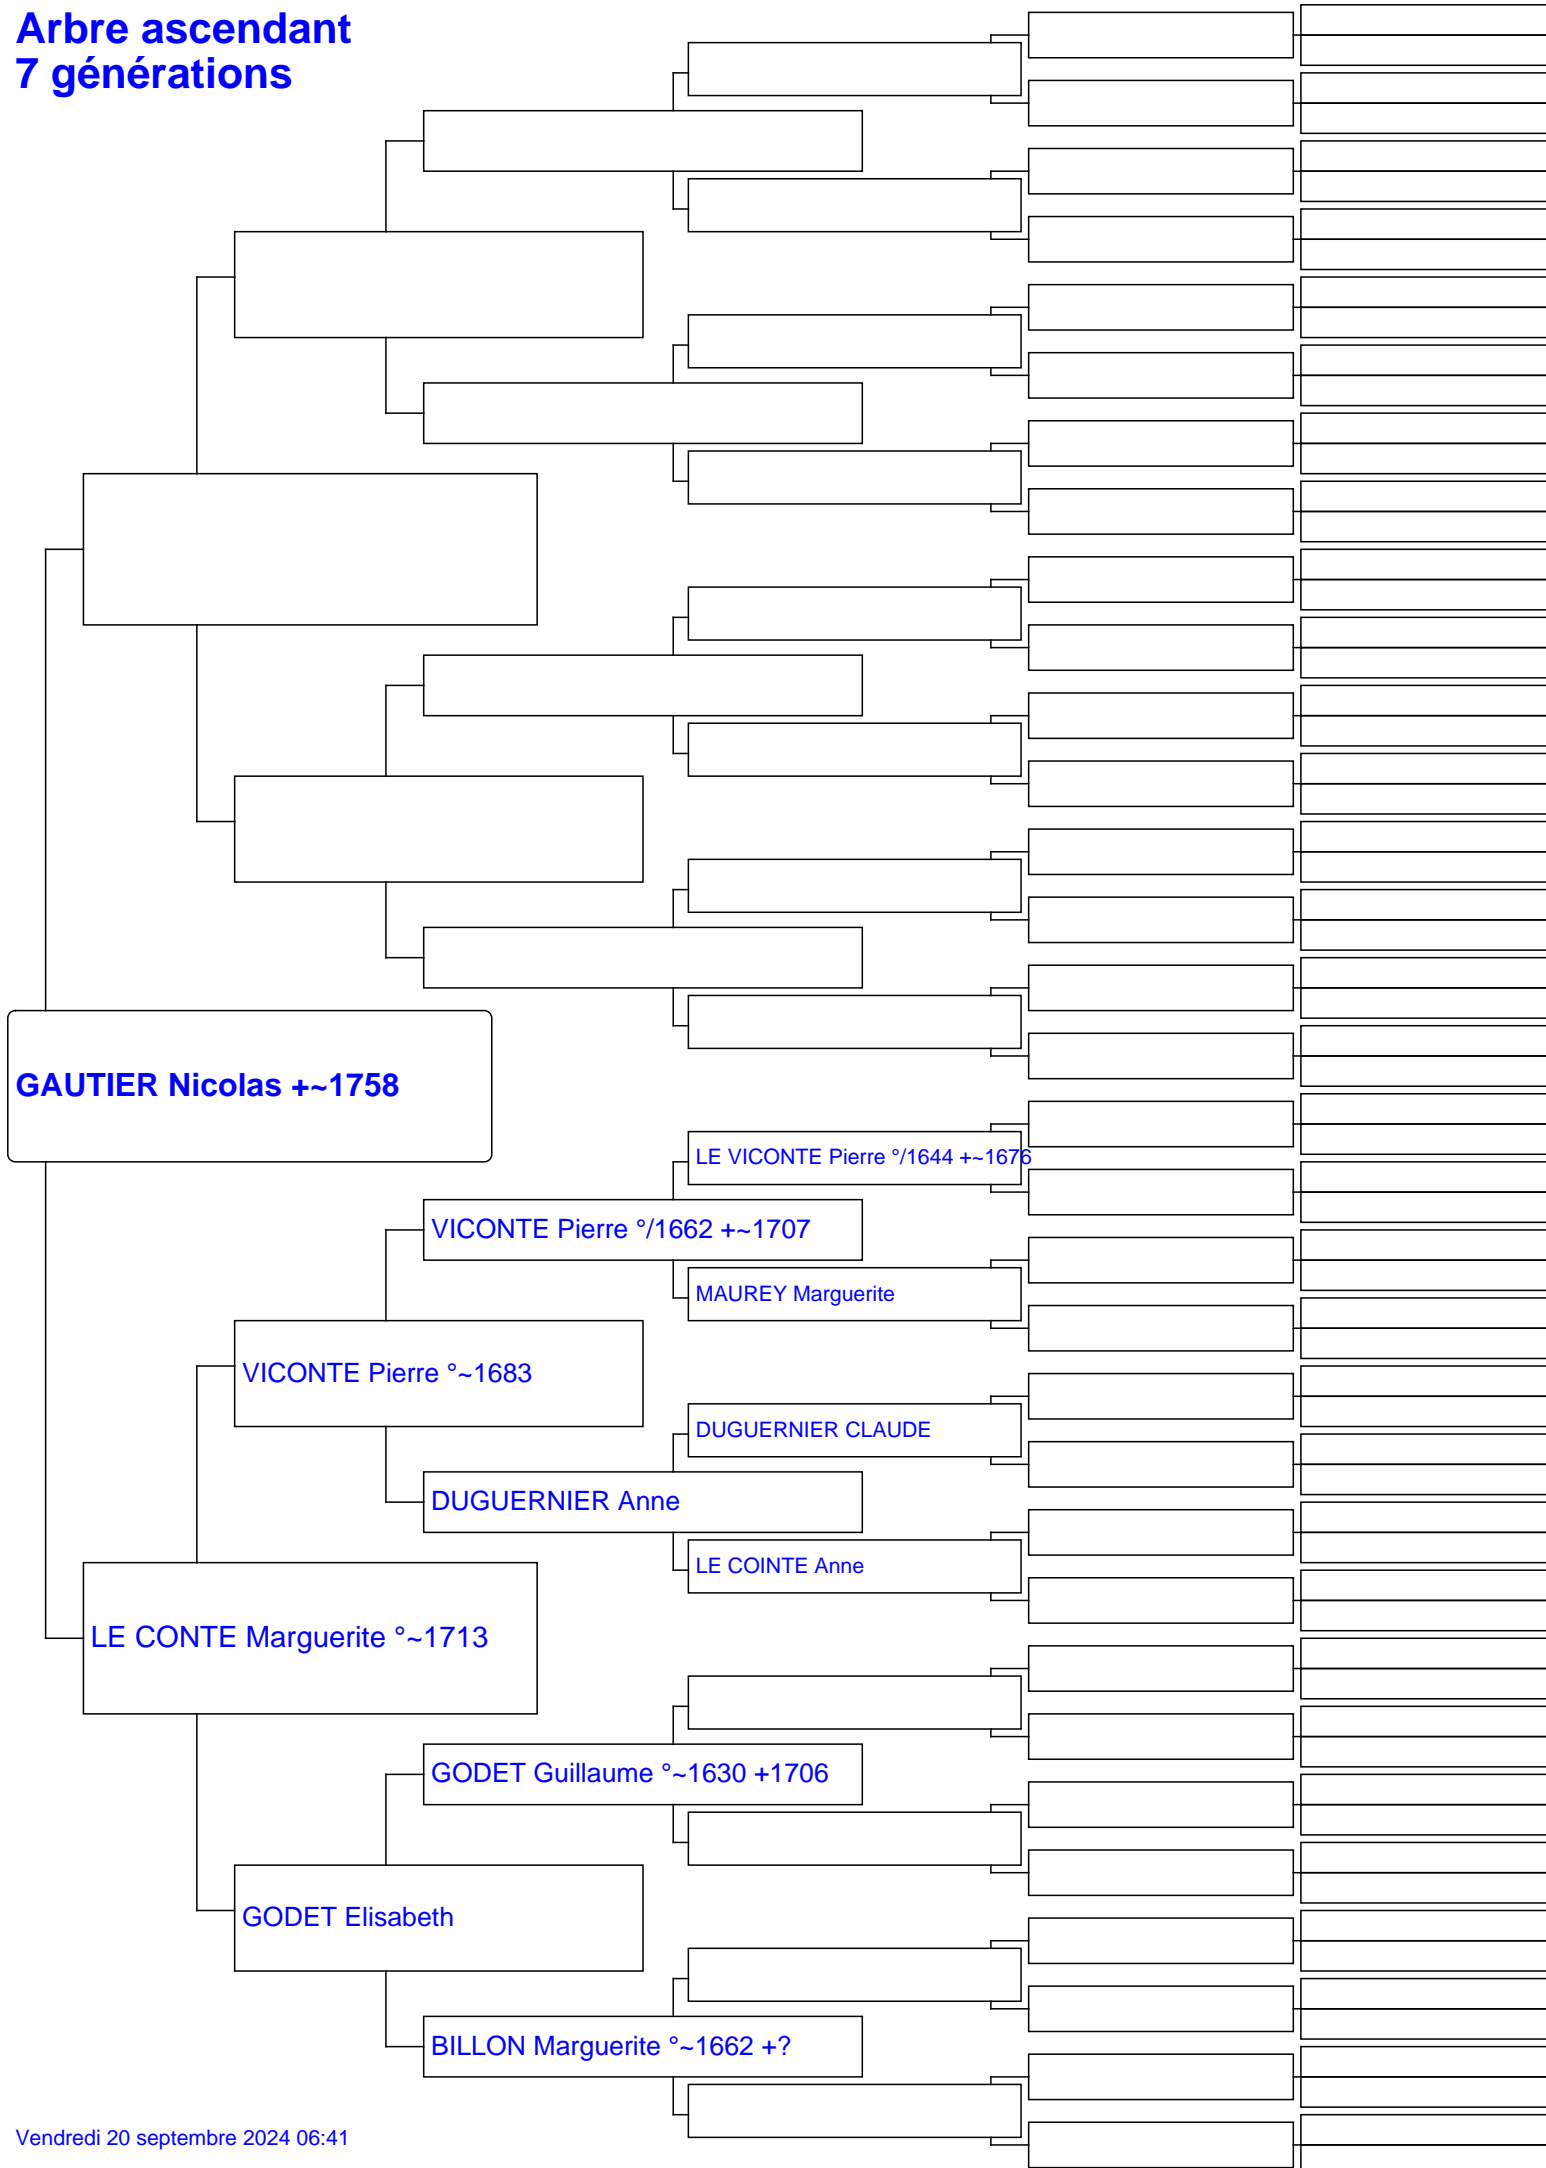 Arbre ascendant
7 générations
GAUTIER Nicolas +~1758
LE VICONTE Pierre °/1644 +~1676
VICONTE Pierre °/1662 +~1707
MAUREY Marguerite
VICONTE Pierre °~1683
DUGUERNIER CLAUDE
DUGUERNIER Anne
LE COINTE Anne
LE CONTE Marguerite °~1713
GODET Guillaume °~1630 +1706
GODET Elisabeth
BILLON Marguerite °~1662 +?
Vendredi 20 septembre 2024 06:41